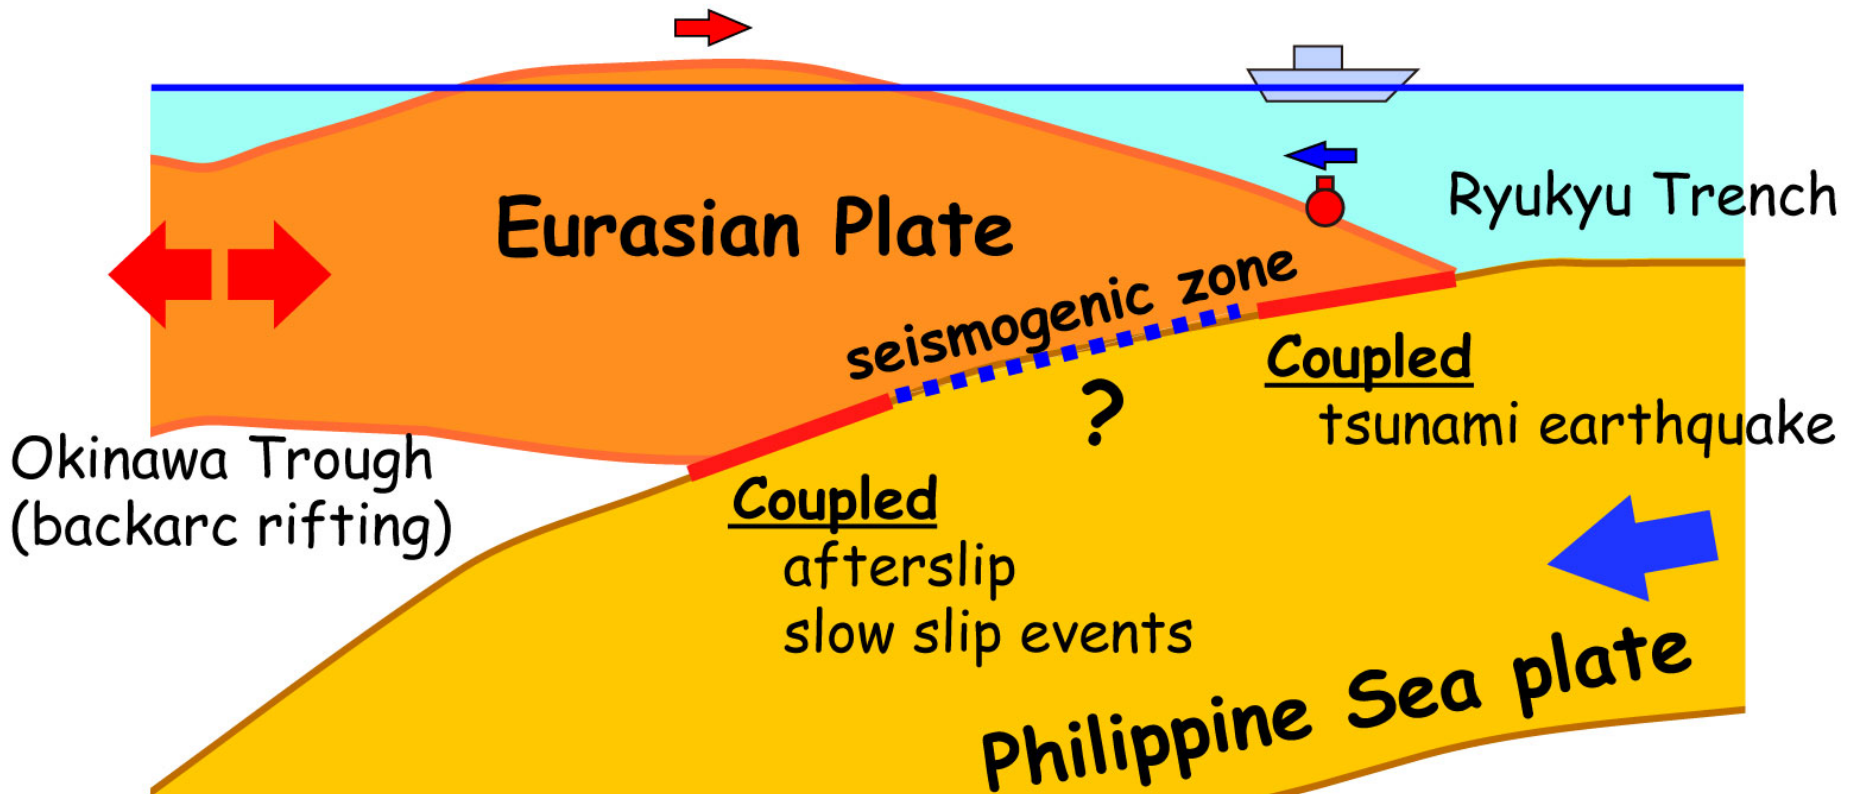 Ryukyu Trench
Eurasian Plate
seismogenic zone
Coupled
tsunami earthquake
?
Okinawa Trough
(backarc rifting)
Coupled
afterslip
slow slip events
Philippine Sea plate